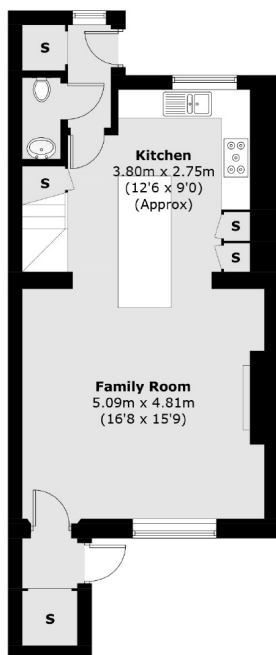 S
S
Kitchen
3.80m x 2.75m
(12'6 x 9'0)
(Approx)
S
S
Family Room
5.09m x 4.81m
(16'8 x 15'9)
S